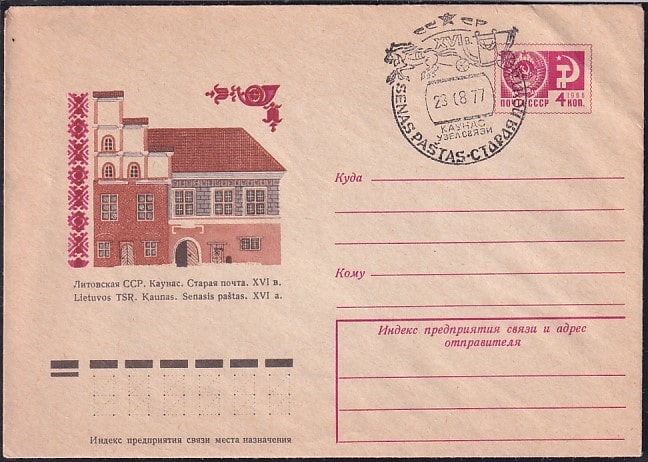 СССР
XVI В.
SENAS PAŠTAS · СТАРАЯ ПОЧТА
23 08 77
КАУНАС
УЗЕЛ СВЯЗИ
1966
ПОЧТА СССР 4 КОП.
Куда
Кому
Литовская ССР. Каунас. Старая почта. XVI в.
Lietuvos TSR. Kaunas. Senasis paštas. XVI a.
Индекс предприятия связи и адрес
отправителя
Индекс предприятия связи места назначения